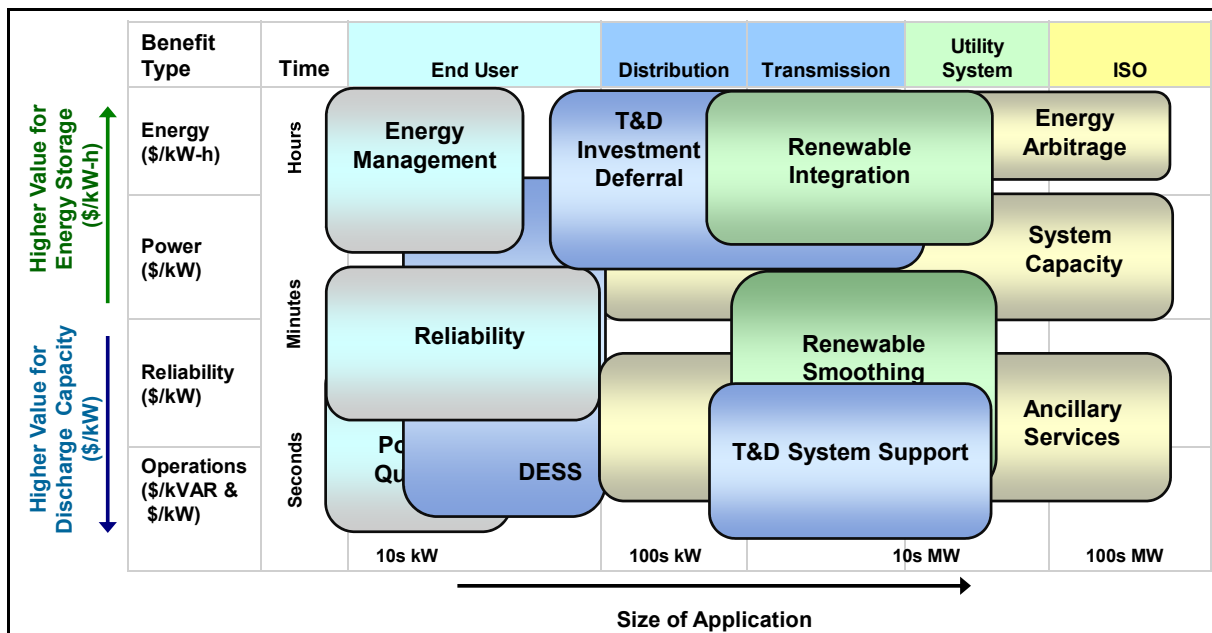 Benefit
Type
Time
End User
Distribution
Transmission
Utility
System
ISO
Higher Value for
Energy Storage
($/kW-h)
Higher Value for
Discharge Capacity
($/kW)
Energy
($/kW-h)
Power
($/kW)
Reliability
($/kW)
Operations
($/kVAR &
$/kW)
Hours
Minutes
Seconds
Energy
Management
T&D
Investment
Deferral
Renewable
Integration
Energy
Arbitrage
System
Capacity
Reliability
Renewable
Smoothing
Ancillary
Services
T&D System Support
DESS
10s kW
100s kW
10s MW
100s MW
Size of Application